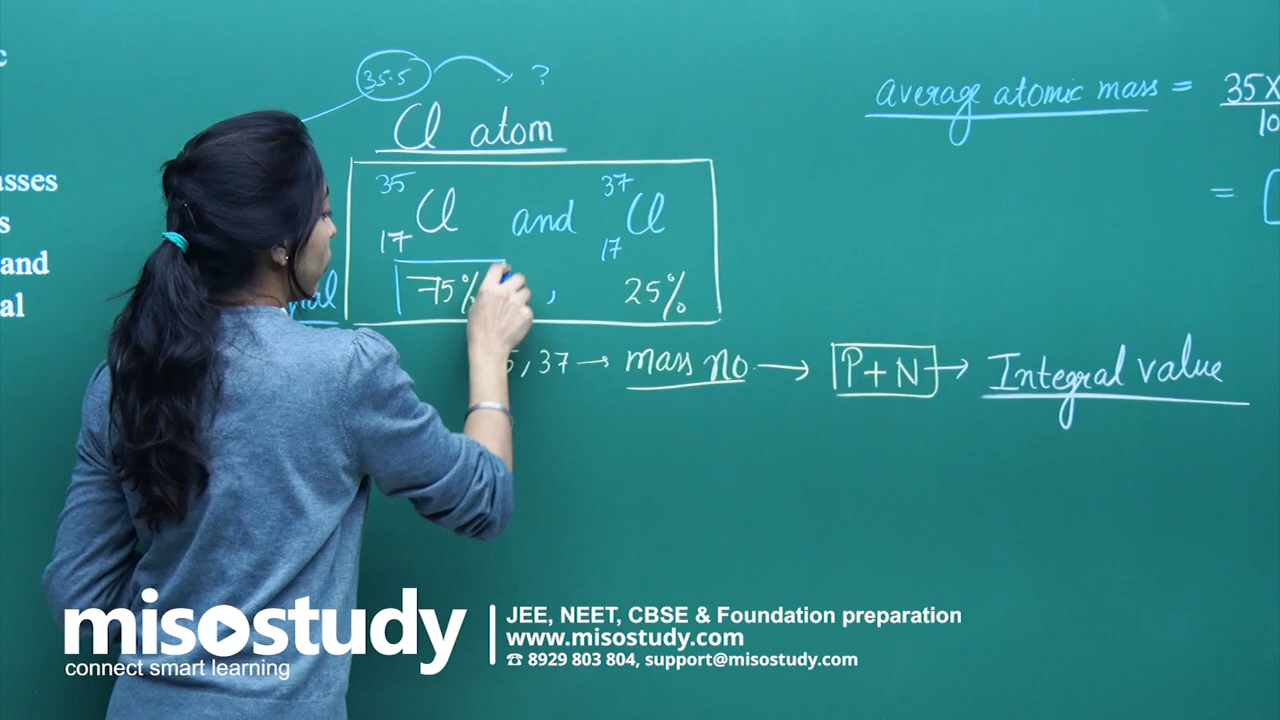 c
asses
s
and
al
35.5 ?
Cl atom
35 17 Cl and 37 17 Cl
75% , 25%
nal
5, 37 → mass no → P+N → Integral value
average atomic mass = 35 X
10
= [
misostudy
connect smart learning
JEE, NEET, CBSE & Foundation preparation
www.misostudy.com
☎ 8929 803 804, support@misostudy.com